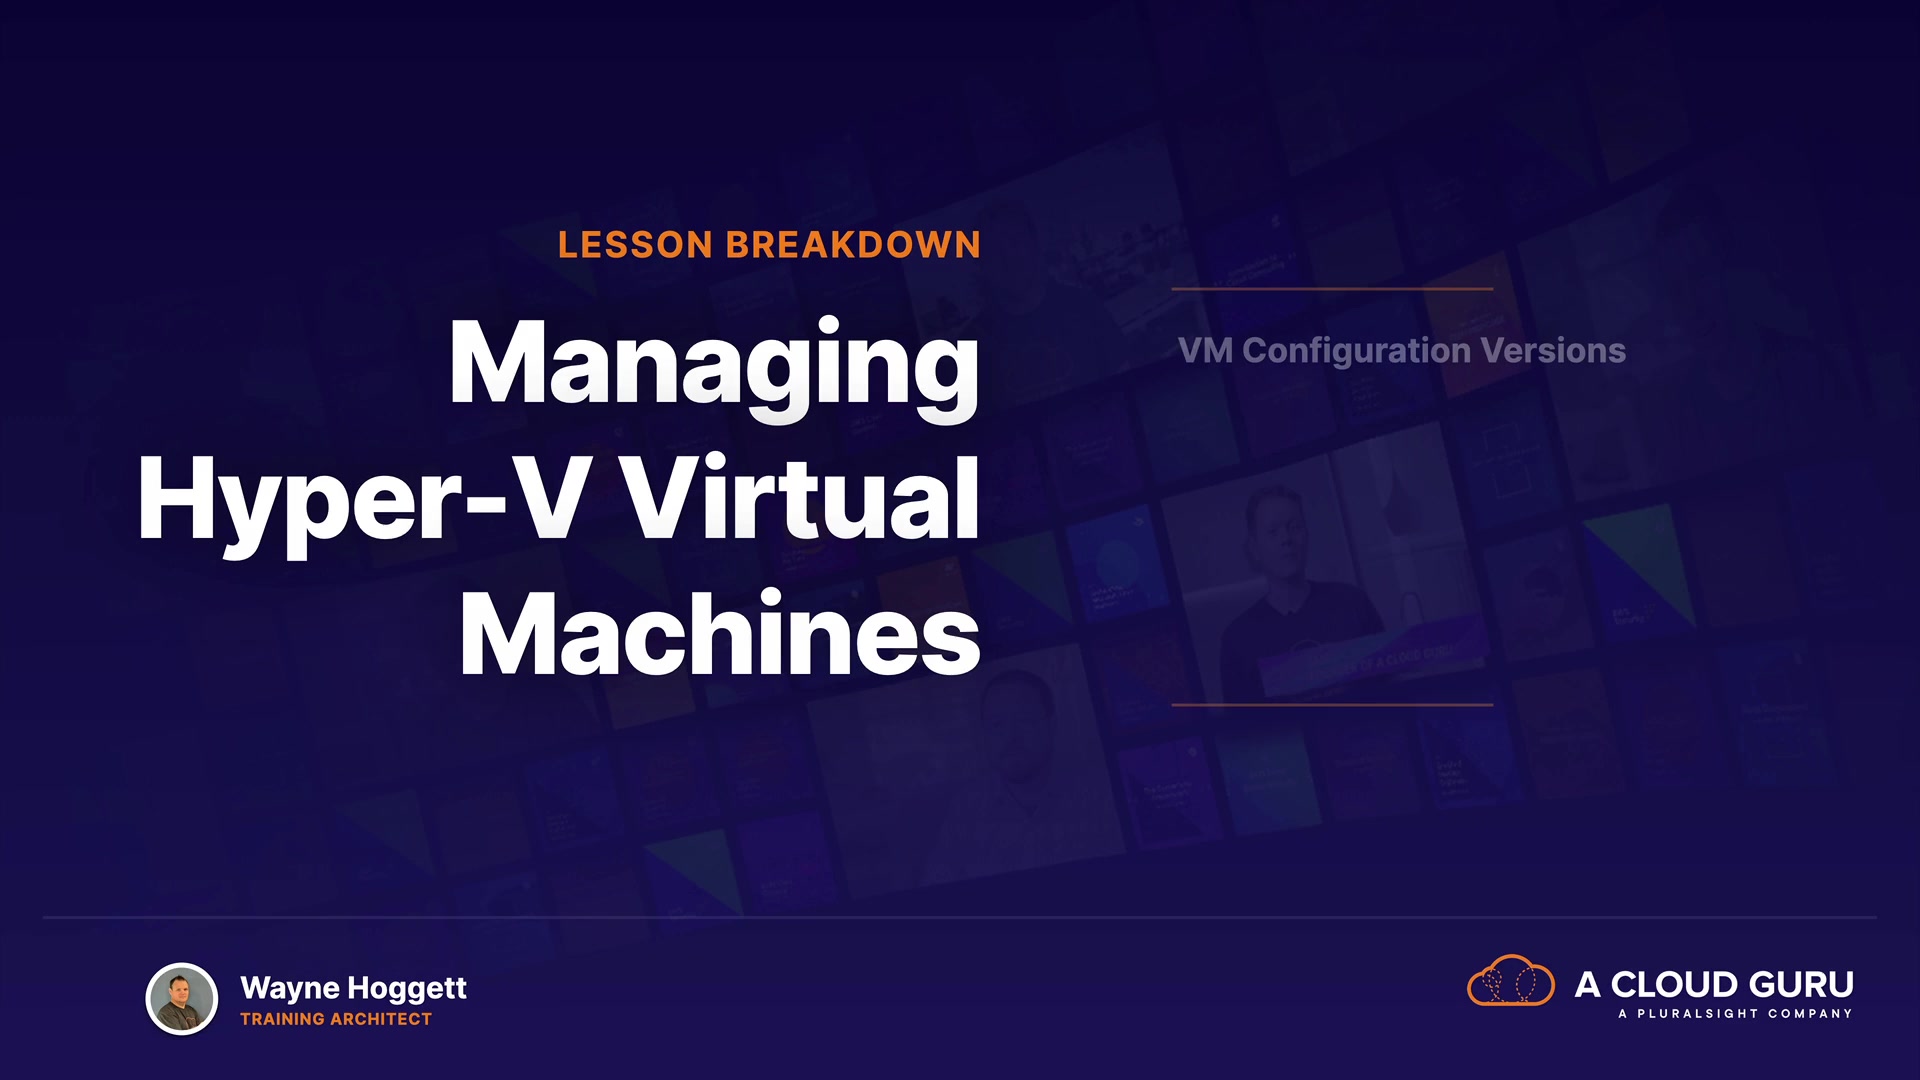 LESSON BREAKDOWN
Managing
Hyper-V Virtual
Machines
VM Configuration Versions
Wayne Hoggett
TRAINING ARCHITECT
A CLOUD GURU
A PLURALSIGHT COMPANY